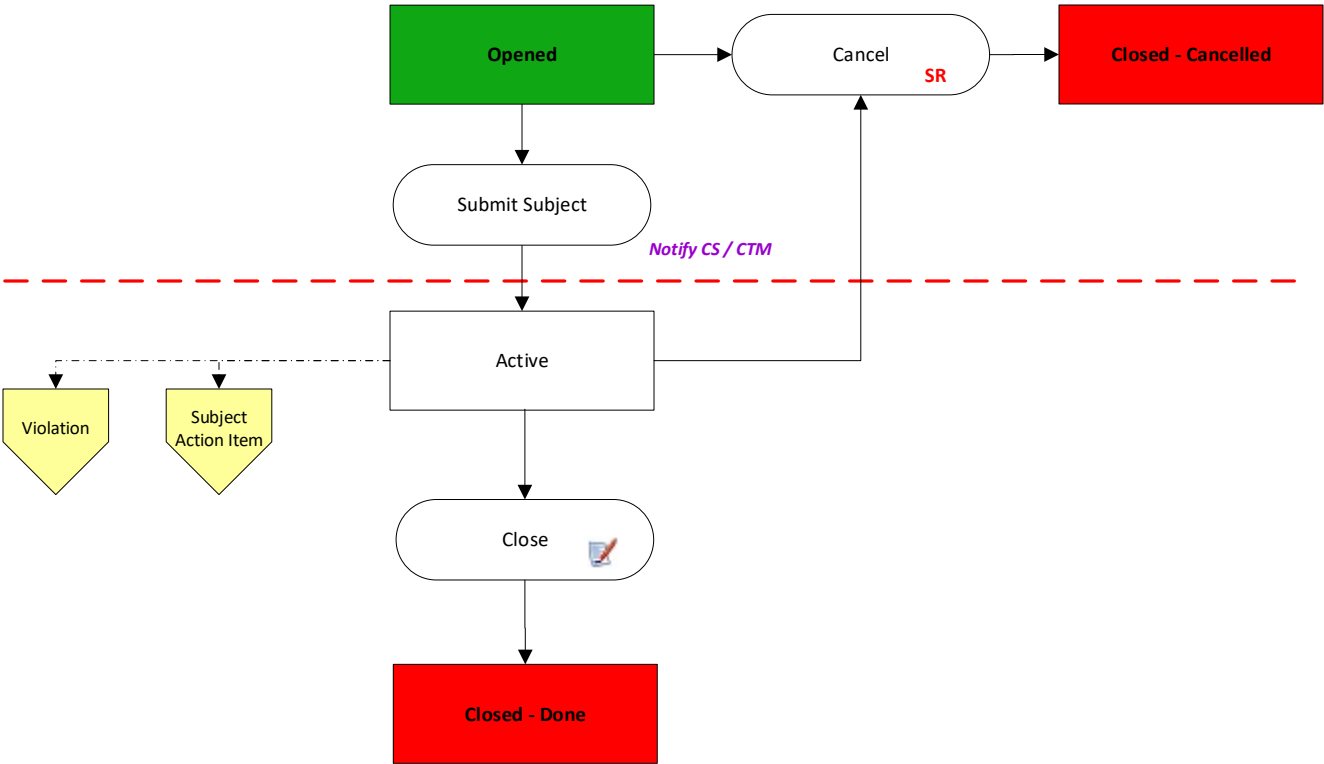 Opened
Cancel
SR
Closed - Cancelled
Submit Subject
Notify CS / CTM
Active
Violation
Subject
Action Item
Close
Closed - Done